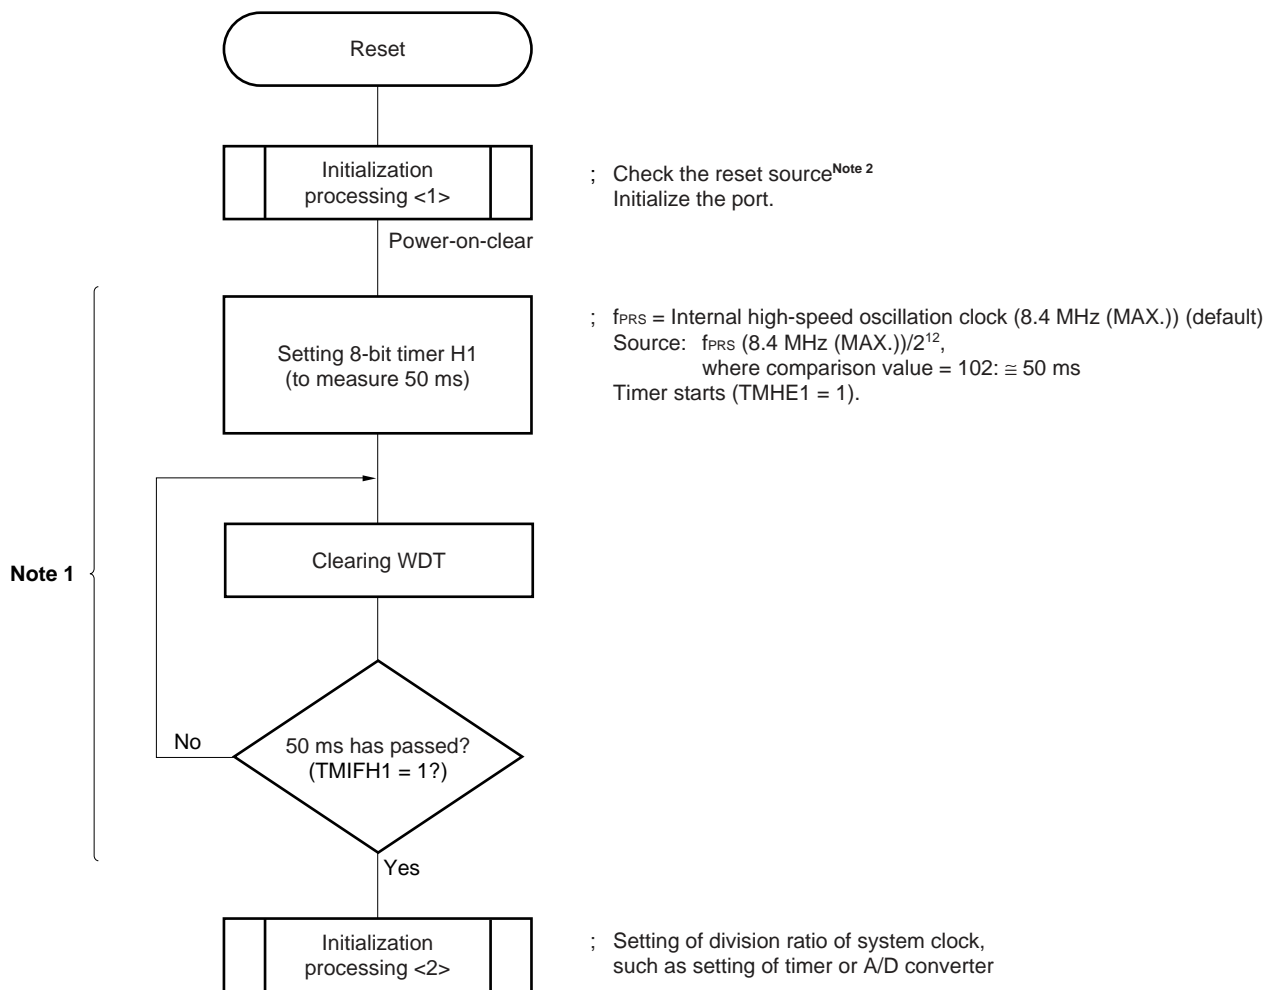 Reset
Initialization
processing <1>
; Check the reset sourceNote 2
Initialize the port.
Power-on-clear
Setting 8-bit timer H1
(to measure 50 ms)
; fPRS = Internal high-speed oscillation clock (8.4 MHz (MAX.)) (default)
Source: fPRS (8.4 MHz (MAX.))/2¹²,
where comparison value = 102: ≅ 50 ms
Timer starts (TMHE1 = 1).
Clearing WDT
Note 1
No
50 ms has passed?
(TMIFH1 = 1?)
Yes
Initialization
processing <2>
; Setting of division ratio of system clock,
such as setting of timer or A/D converter